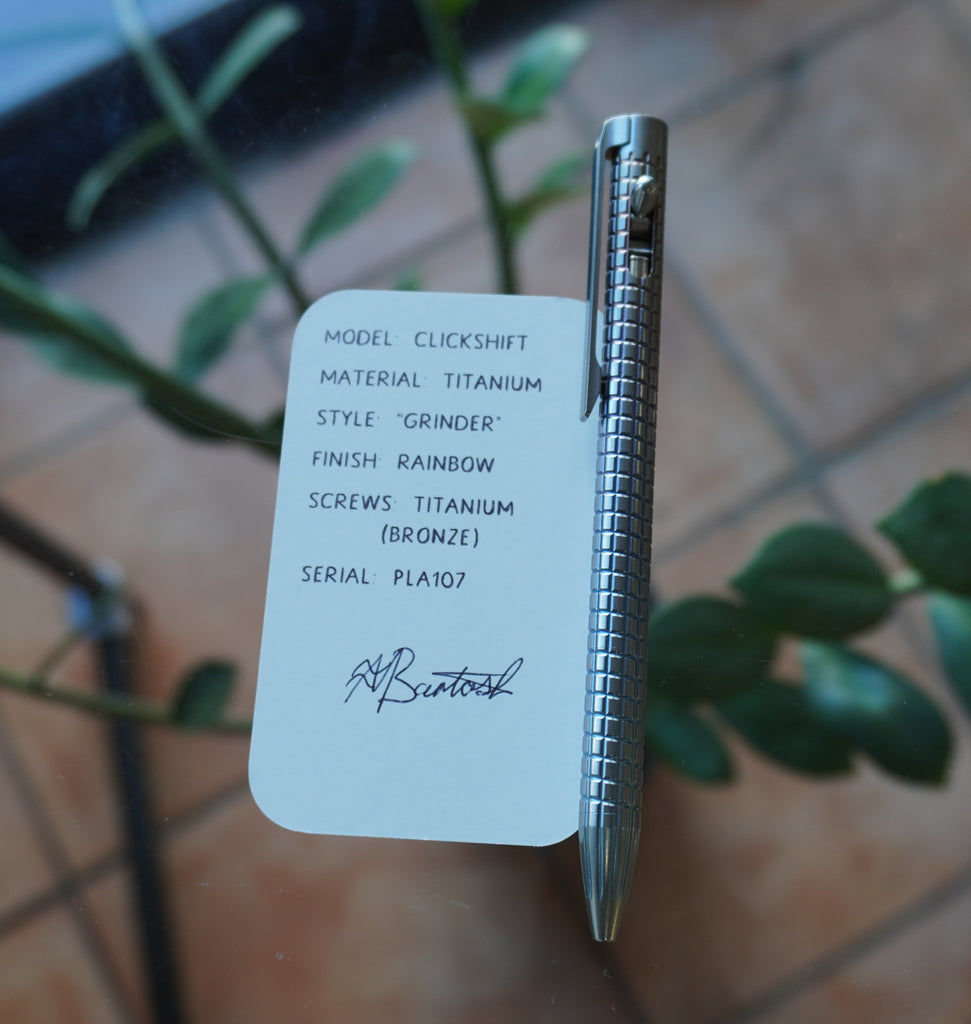 MODEL: CLICKSHIFT
MATERIAL: TITANIUM
STYLE: "GRINDER"
FINISH: RAINBOW
SCREWS: TITANIUM
(BRONZE)
SERIAL: PLA107